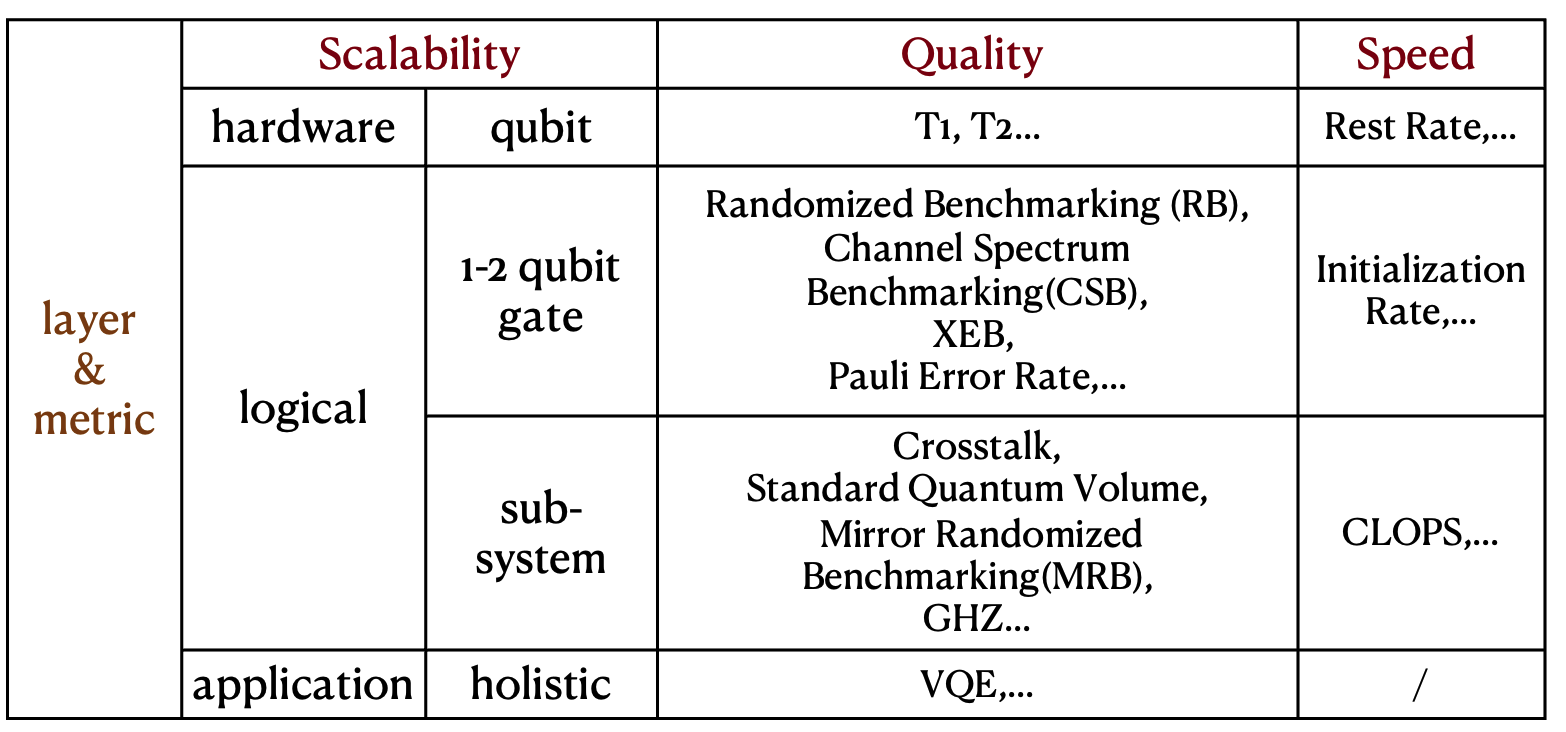 Scalability
Quality
Speed
hardware
qubit
T1, T2...
Rest Rate,...
layer
&
metric
logical
1-2 qubit
gate
Randomized Benchmarking (RB),
Channel Spectrum
Benchmarking(CSB),
XEB,
Pauli Error Rate,...
Initialization
Rate,...
sub-
system
Crosstalk,
Standard Quantum Volume,
Mirror Randomized
Benchmarking(MRB),
GHZ...
CLOPS,...
application
holistic
VQE,...
/